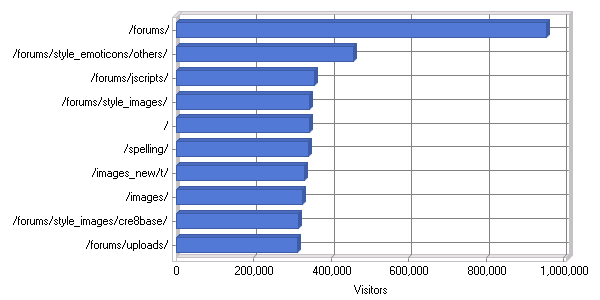 /forums/
/forums/style_emoticons/others/
/forums/jscripts/
/forums/style_images/
/
/spelling/
/images_new/t/
/images/
/forums/style_images/cre8base/
/forums/uploads/
0 200,000 400,000 600,000 800,000 1,000,000
Visitors